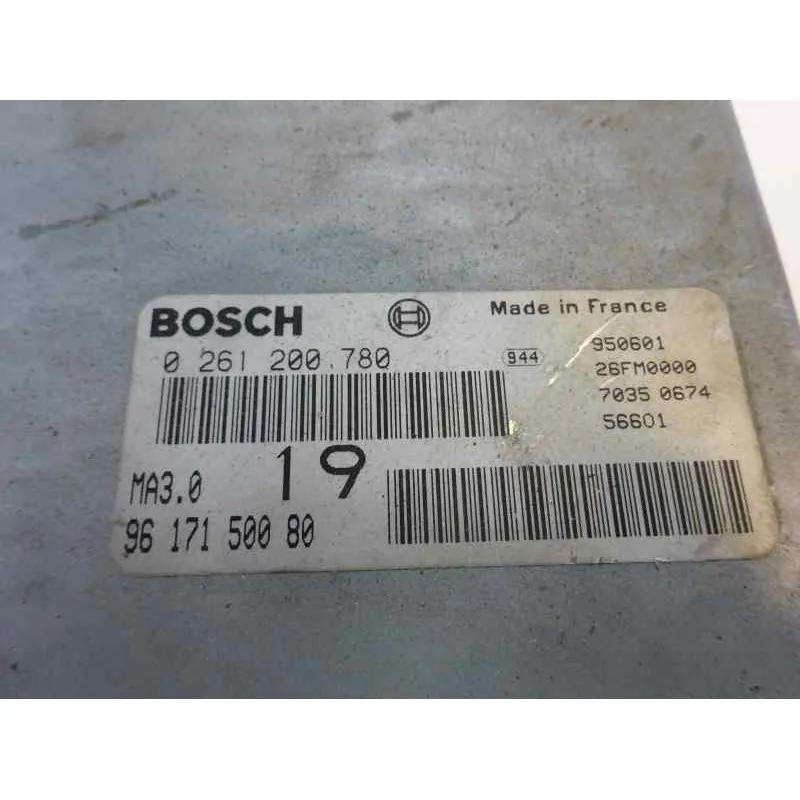 BOSCH Made in France
0 261 200.780 944 950601
26FM0000
7035 0674
56601
MA3.0 19
96 171 500 80